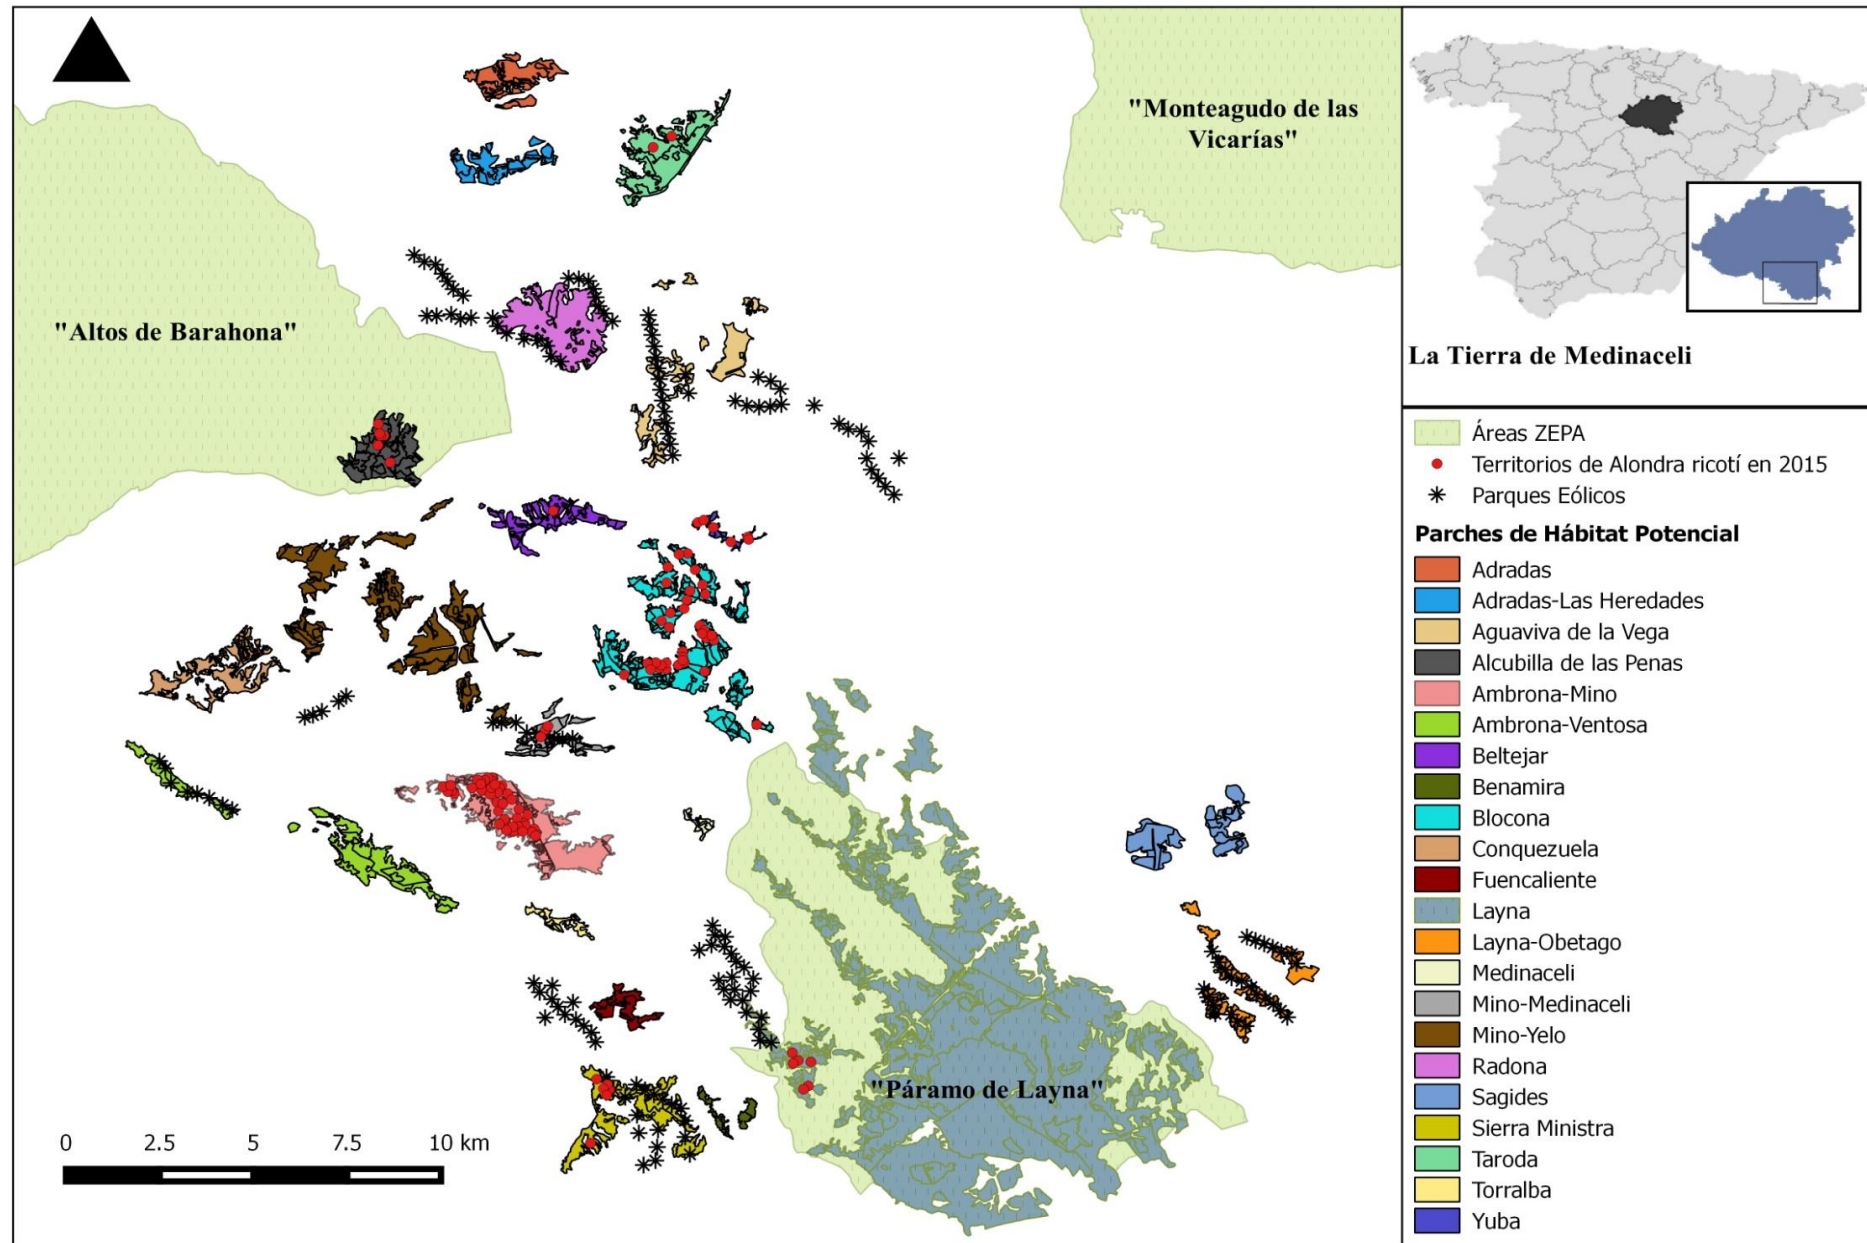 "Monteagudo de las
Vicarías"
"Altos de Barahona"
"Páramo de Layna"
0 2.5 5 7.5 10 km
La Tierra de Medinaceli
Áreas ZEPA
Territorios de Alondra ricotí en 2015
Parques Eólicos
Parches de Hábitat Potencial
Adradas
Adradas-Las Heredades
Aguaviva de la Vega
Alcubilla de las Penas
Ambrona-Mino
Ambrona-Ventosa
Beltejar
Benamira
Blocona
Conquezuela
Fuencaliente
Layna
Layna-Obetago
Medinaceli
Mino-Medinaceli
Mino-Yelo
Radona
Sagides
Sierra Ministra
Taroda
Torralba
Yuba